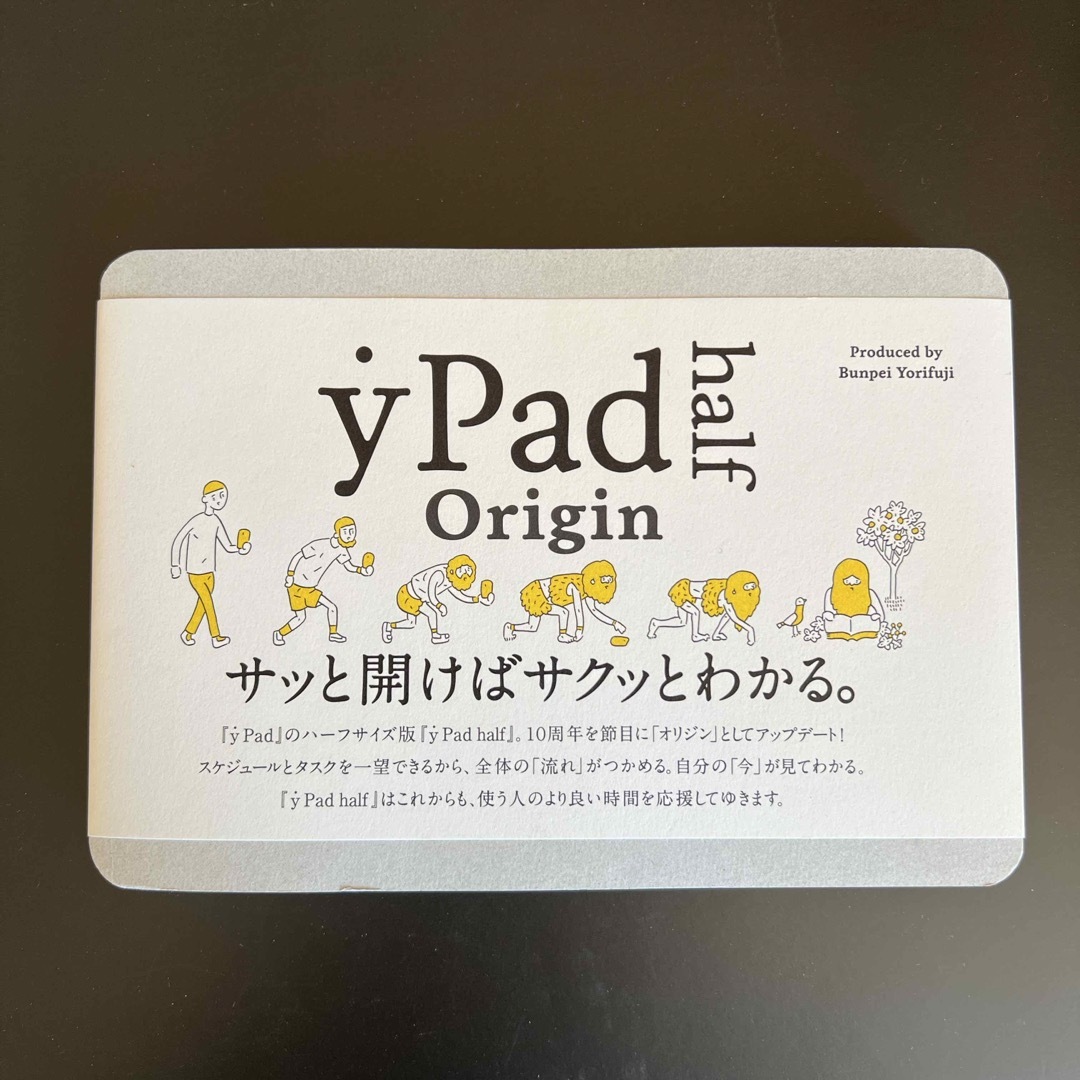 ẏPad half
Origin
Produced by
Bunpei Yorifuji
サッと開けばサクッとわかる。
『ẏPad』のハーフサイズ版『ẏPad half』。10周年を節目に「オリジン」としてアップデート!
スケジュールとタスクを一望できるから、全体の「流れ」がつかめる。自分の「今」が見てわかる。
『ẏPad half』はこれからも、使う人のより良い時間を応援してゆきます。